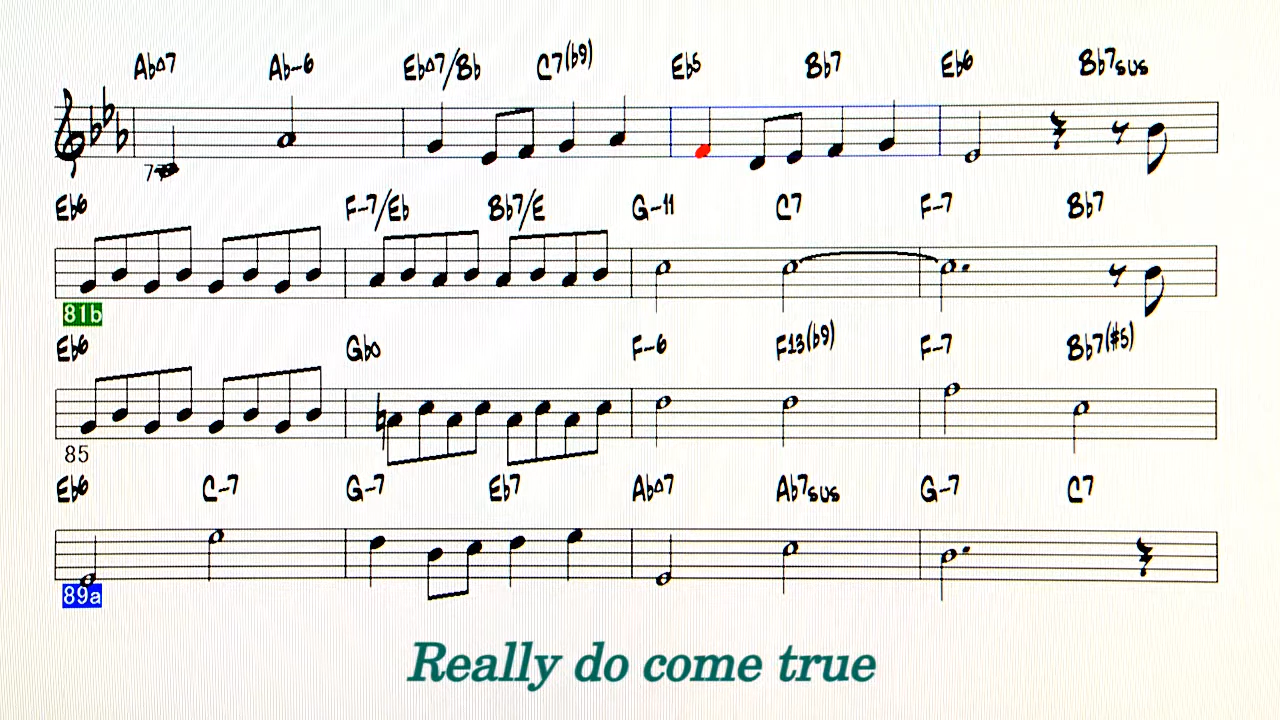 Ab∆7 Ab-6 Eb∆7/Bb C7(b9) Eb5 Bb7 Eb6 Bb7sus
77
Eb6 F-7/Eb Bb7/E G-11 C7 F-7 Bb7
81b
Eb6 Gbo F-6 F13(b9) F-7 Bb7(#5)
85
Eb6 C-7 G-7 Eb7 Ab∆7 Ab7sus G-7 C7
89a
Really do come true